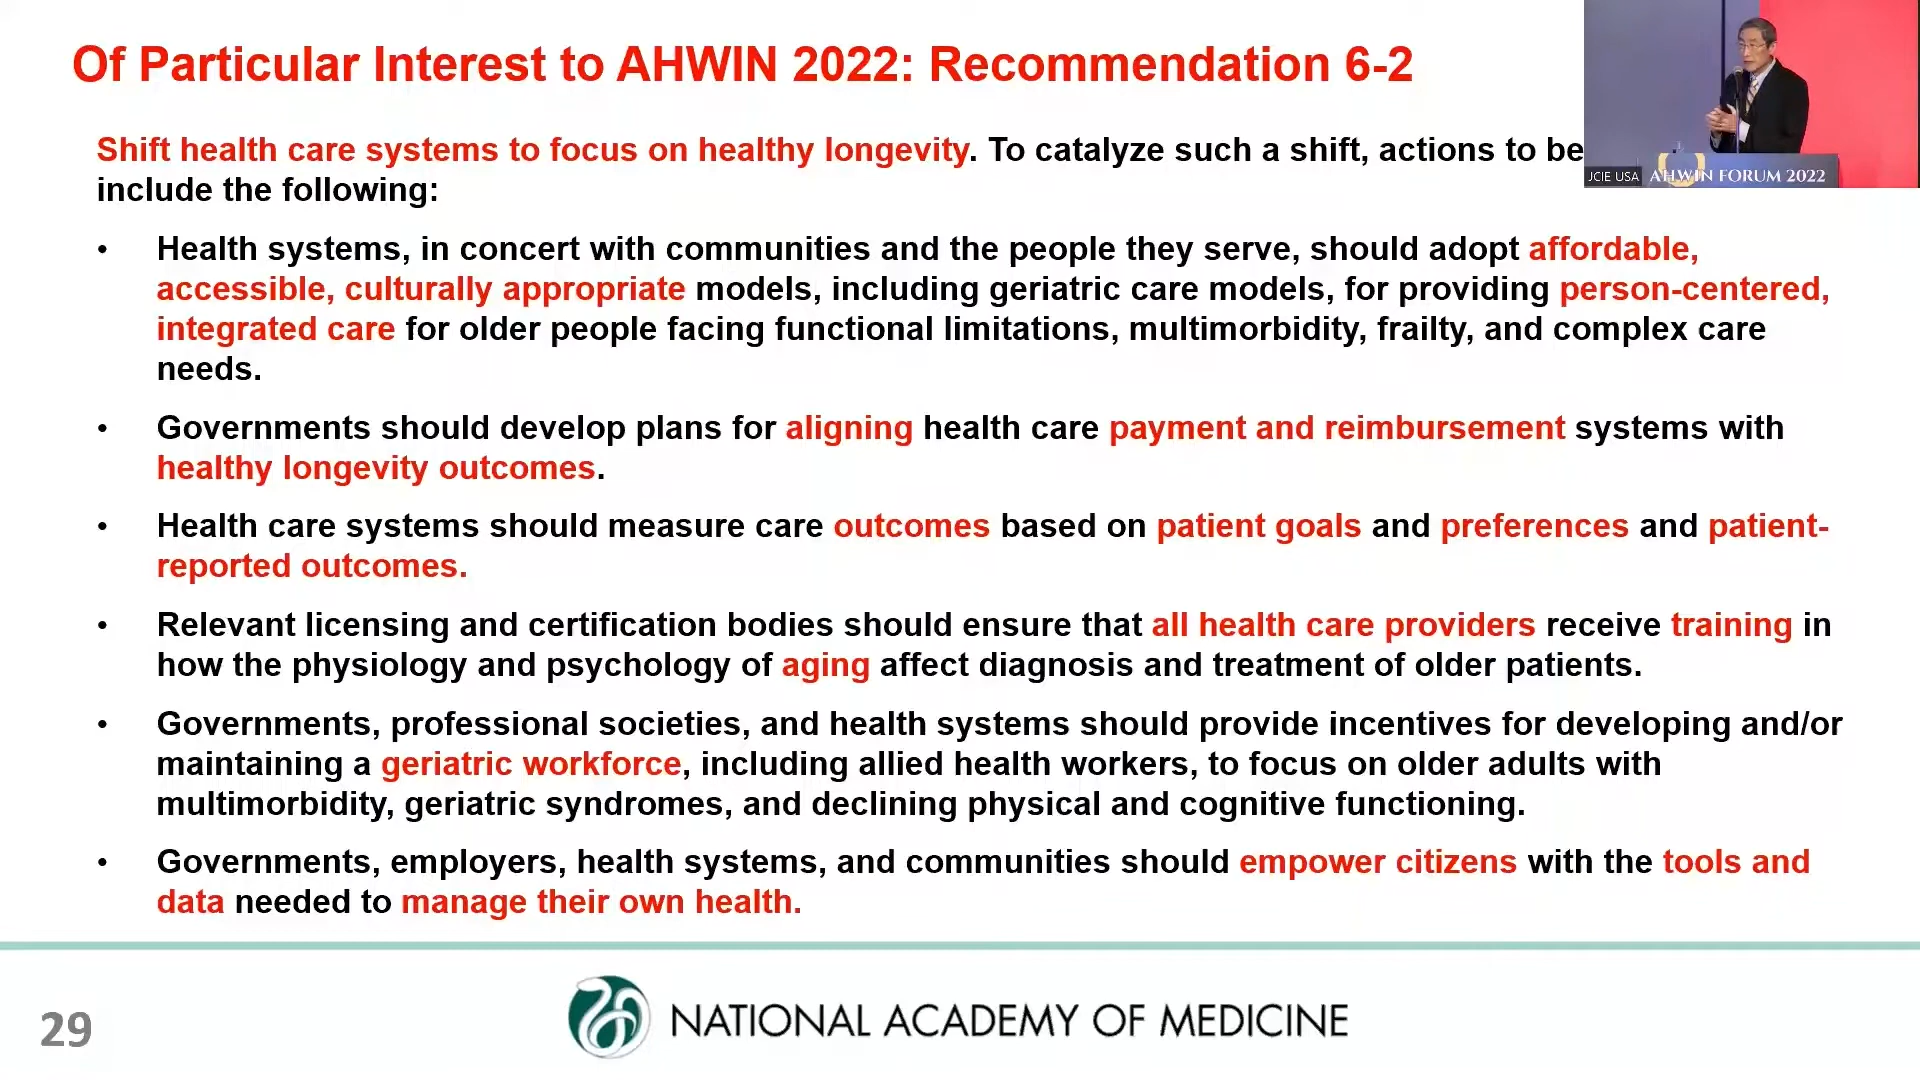 Of Particular Interest to AHWIN 2022: Recommendation 6-2
Shift health care systems to focus on healthy longevity. To catalyze such a shift, actions to be
include the following:
• Health systems, in concert with communities and the people they serve, should adopt affordable,
accessible, culturally appropriate models, including geriatric care models, for providing person-centered,
integrated care for older people facing functional limitations, multimorbidity, frailty, and complex care
needs.
• Governments should develop plans for aligning health care payment and reimbursement systems with
healthy longevity outcomes.
• Health care systems should measure care outcomes based on patient goals and preferences and patient-
reported outcomes.
• Relevant licensing and certification bodies should ensure that all health care providers receive training in
how the physiology and psychology of aging affect diagnosis and treatment of older patients.
• Governments, professional societies, and health systems should provide incentives for developing and/or
maintaining a geriatric workforce, including allied health workers, to focus on older adults with
multimorbidity, geriatric syndromes, and declining physical and cognitive functioning.
• Governments, employers, health systems, and communities should empower citizens with the tools and
data needed to manage their own health.
JCIE USA
AHWIN FORUM 2022
29
NATIONAL ACADEMY OF MEDICINE